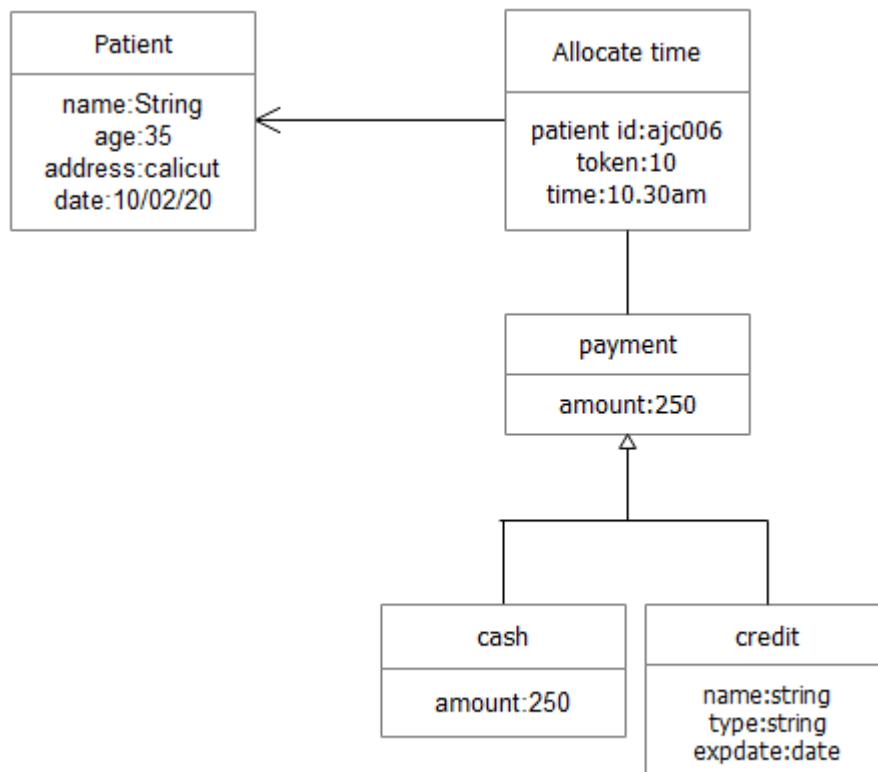 Patient
name:String
age:35
address:calicut
date:10/02/20
Allocate time
patient id:ajc006
token:10
time:10.30am
payment
amount:250
cash
amount:250
credit
name:string
type:string
expdate:date